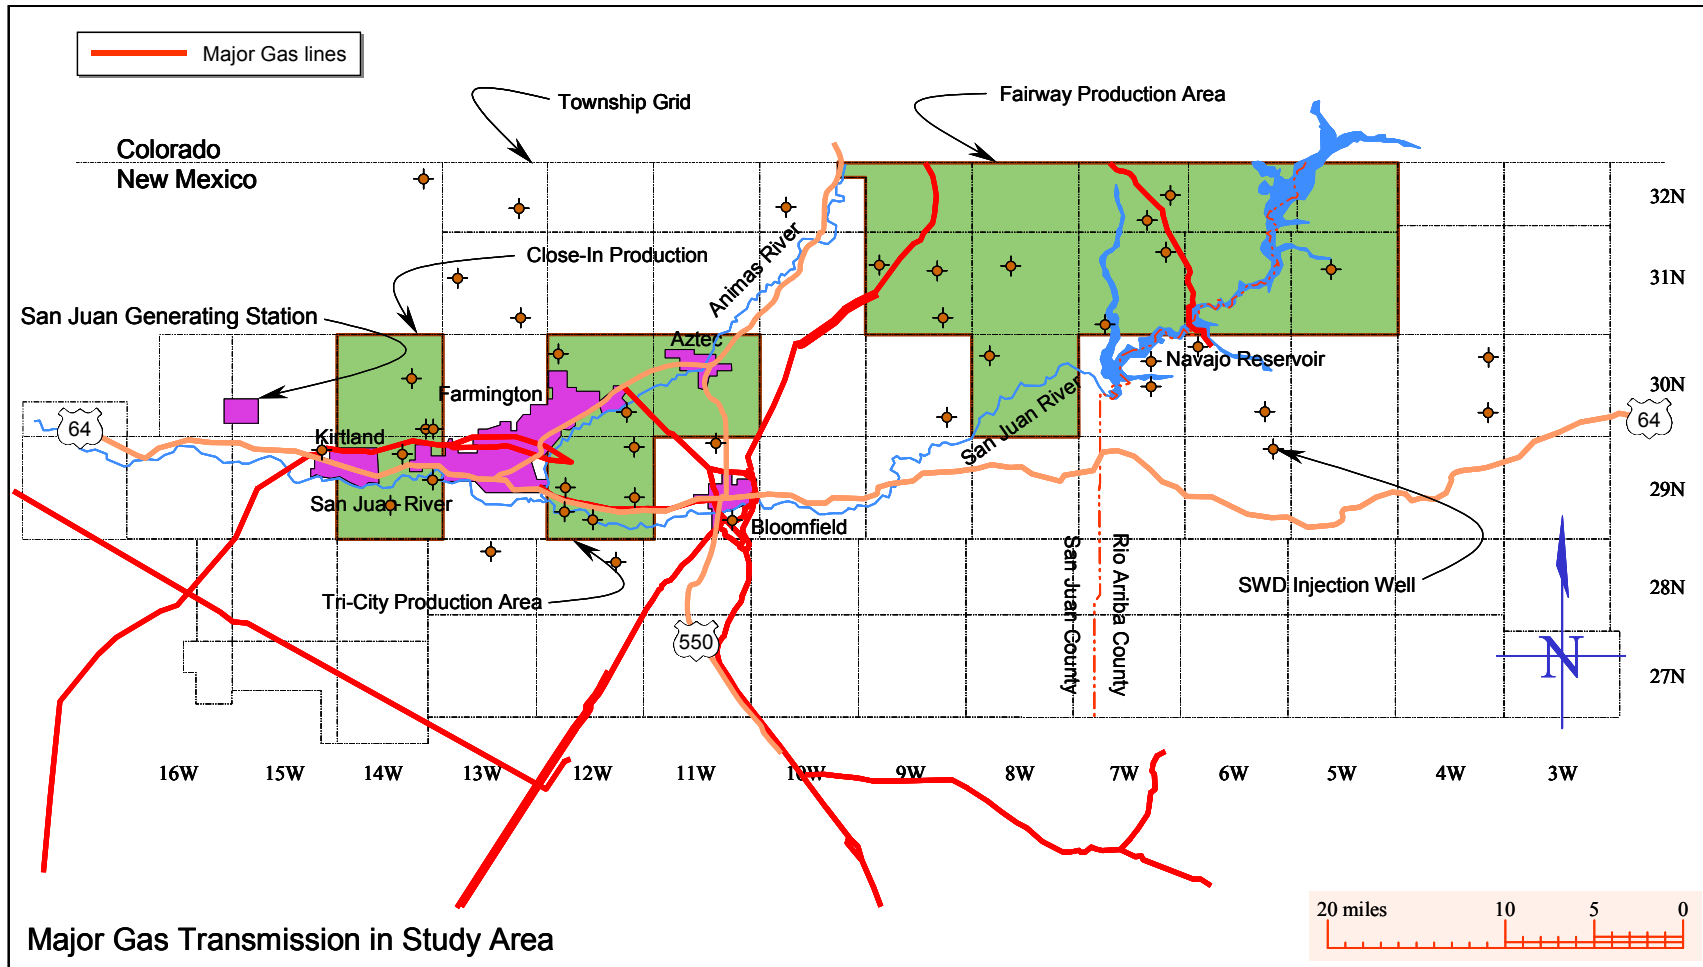 Major Gas lines
Township Grid
Fairway Production Area
Colorado
New Mexico
32N
Close-In Production
Animas River
31N
San Juan Generating Station
Aztec
Navajo Reservoir
Farmington
30N
64
64
Kirtland
San Juan River
San Juan River
29N
Bloomfield
San Juan County
Rio Arriba County
SWD Injection Well
28N
Tri-City Production Area
550
N
27N
16W 15W 14W 13W 12W 11W 10W 9W 8W 7W 6W 5W 4W 3W
20 miles 10 5 0
Major Gas Transmission in Study Area